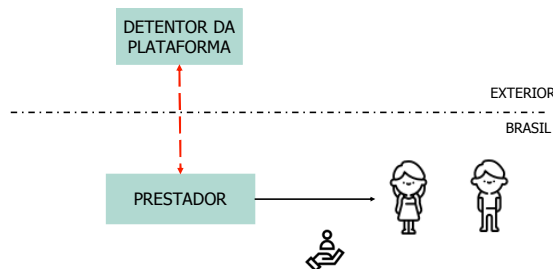 DETENTOR DA
PLATAFORMA
EXTERIOR
BRASIL
PRESTADOR